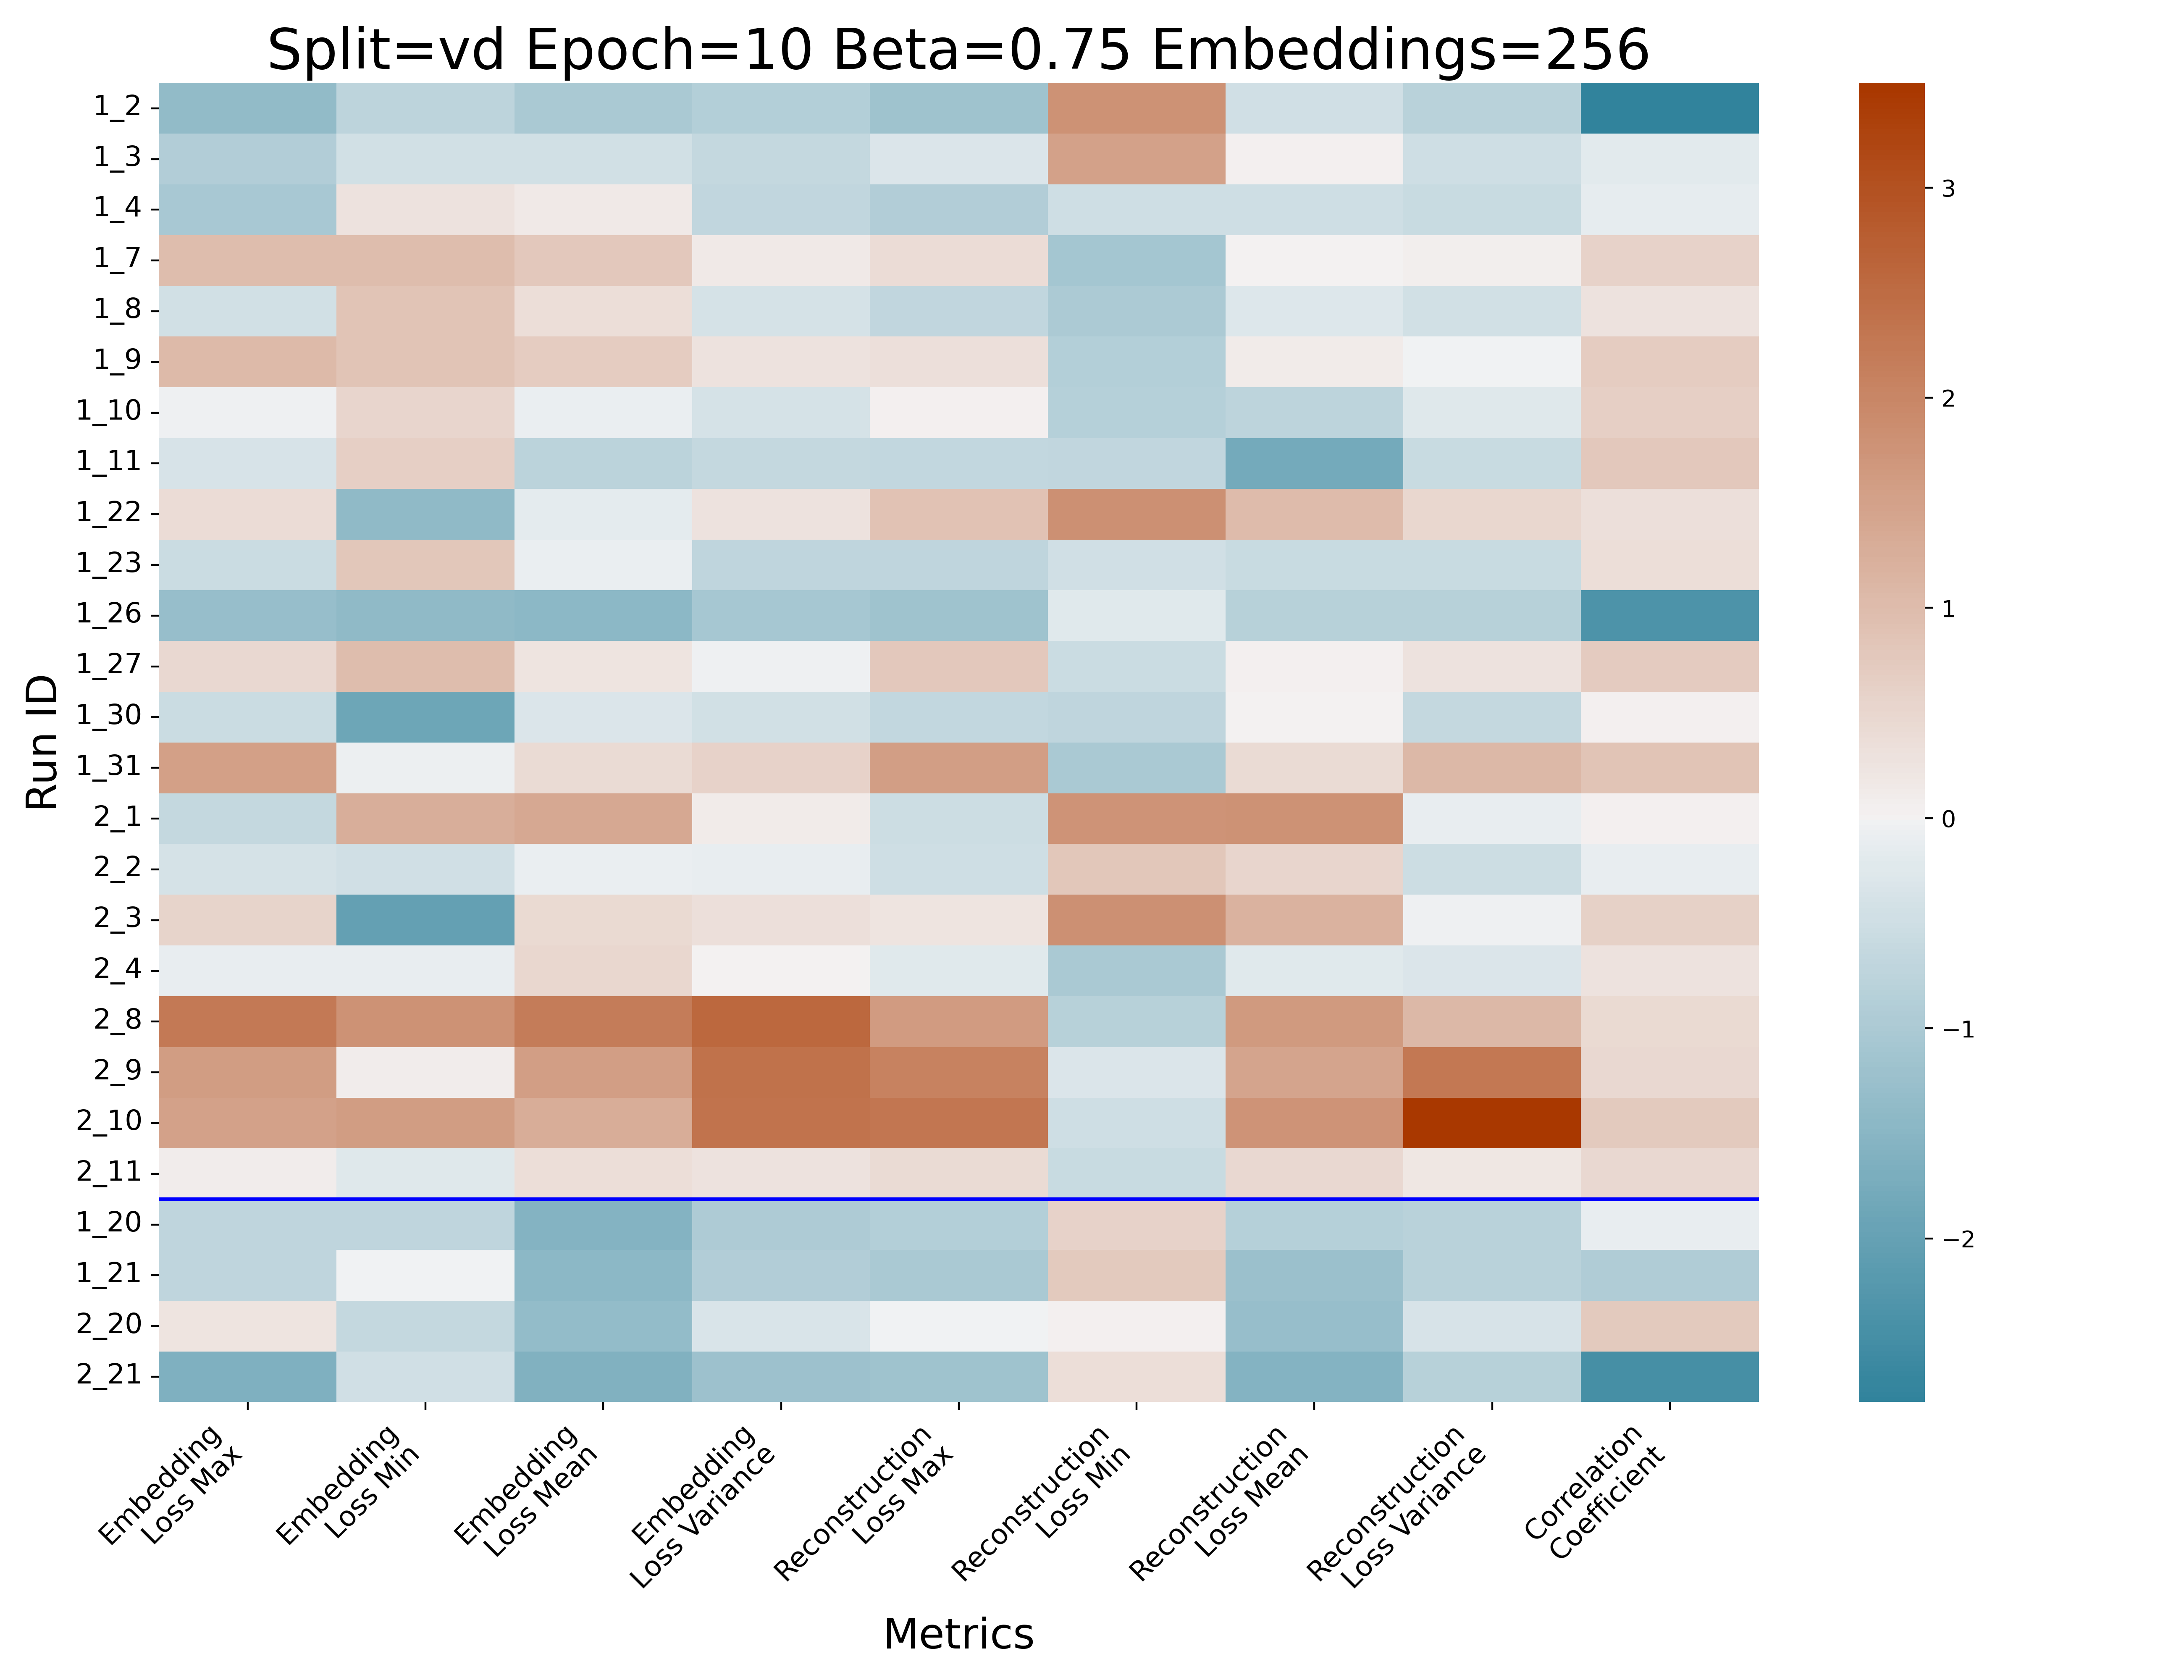 Split=vd Epoch=10 Beta=0.75 Embeddings=256
Run ID
1_2
1_3
1_4
1_7
1_8
1_9
1_10
1_11
1_22
1_23
1_26
1_27
1_30
1_31
2_1
2_2
2_3
2_4
2_8
2_9
2_10
2_11
1_20
1_21
2_20
2_21
Embedding
Loss Max
Embedding
Loss Min
Embedding
Loss Mean
Embedding
Loss Variance
Reconstruction
Loss Max
Reconstruction
Loss Min
Reconstruction
Loss Mean
Reconstruction
Loss Variance
Correlation
Coefficient
Metrics
3
2
1
0
−1
−2